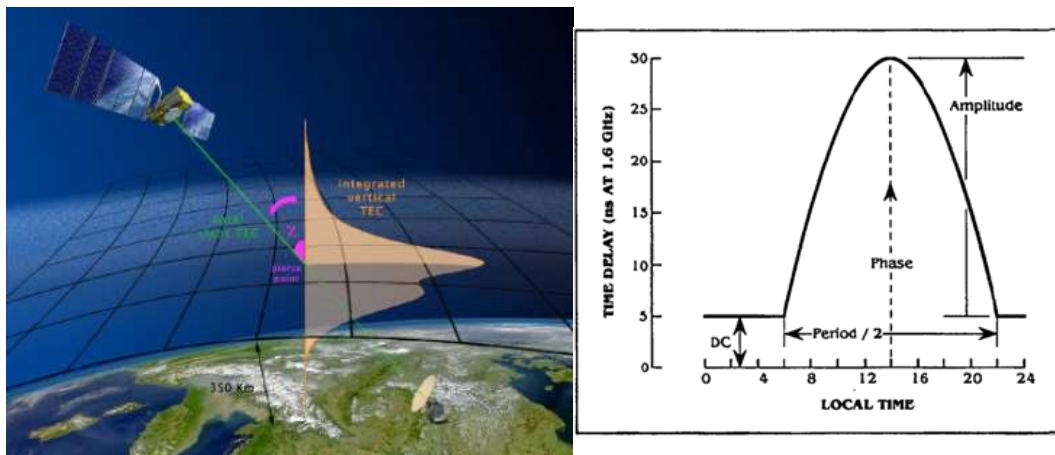 integrated
vertical
TEC
total
slant TEC
χ
pierce
point
350 Km
TIME DELAY (ns AT 1.6 GHz)
30
25
20
15
10
5
0
Amplitude
Phase
DC
Period / 2
0 4 8 12 16 20 24
LOCAL TIME